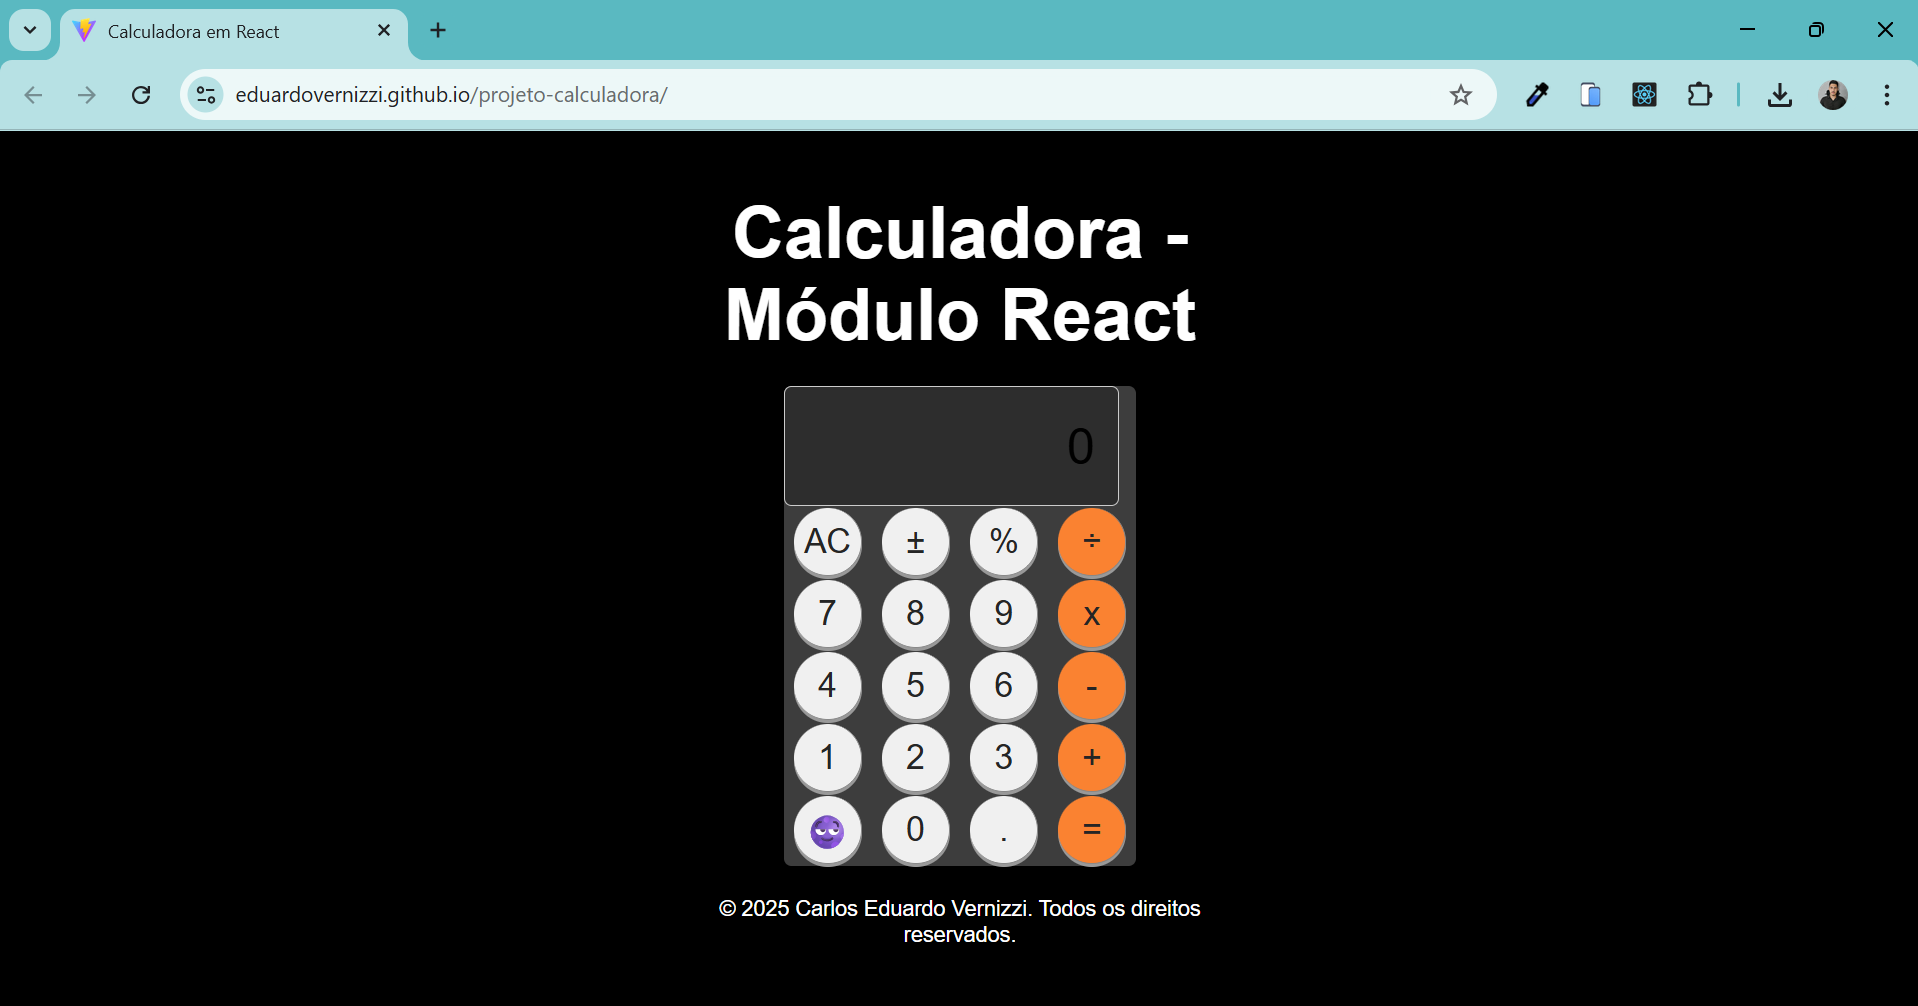 Calculadora em React
eduardovernizzi.github.io/projeto-calculadora/
Calculadora -
Módulo React
0
AC ± % ÷
7 8 9 x
4 5 6 -
1 2 3 +
0 . =
© 2025 Carlos Eduardo Vernizzi. Todos os direitos
reservados.